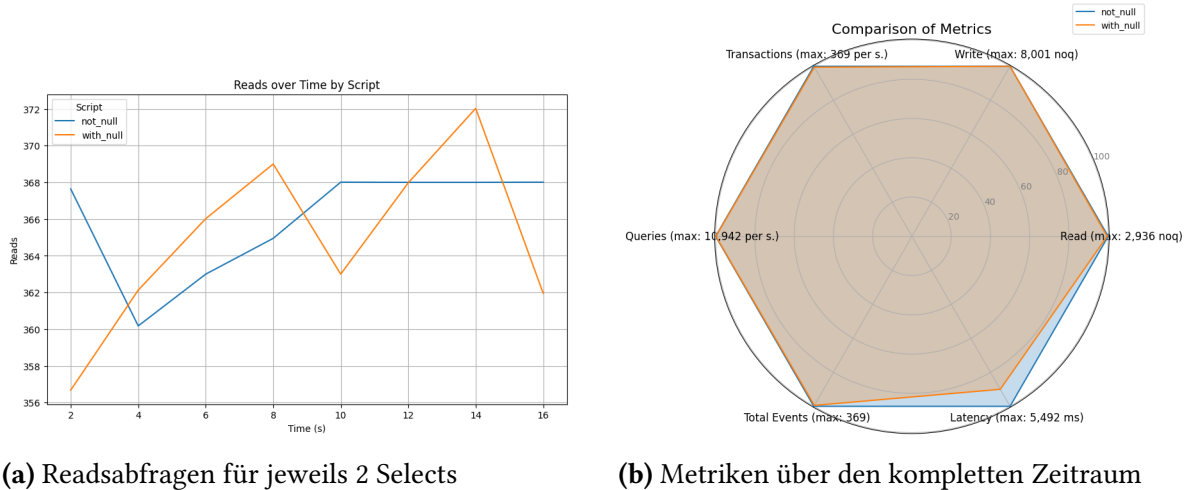 Reads over Time by Script
Script
not_null
with_null
Reads
372
370
368
366
364
362
360
358
356
2 4 6 8 10 12 14 16
Time (s)
(a) Readsabfragen für jeweils 2 Selects
not_null
with_null
Comparison of Metrics
Transactions (max: 369 per s.)
Write (max: 8,001 noq)
100
80
60
40
20
Queries (max: 10,942 per s.)
Read (max: 2,936 noq)
Total Events (max: 369)
Latency (max: 5,492 ms)
(b) Metriken über den kompletten Zeitraum